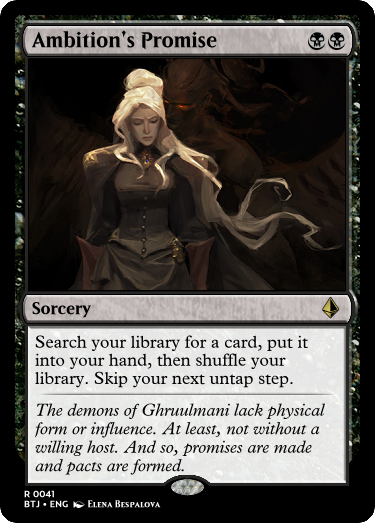 Ambition's Promise
Sorcery
Search your library for a card, put it
into your hand, then shuffle your
library. Skip your next untap step.
The demons of Ghruulmani lack physical
form or influence. At least, not without a
willing host. And so, promises are made
and pacts are formed.
R 0041
BTJ • ENG Elena Bespalova